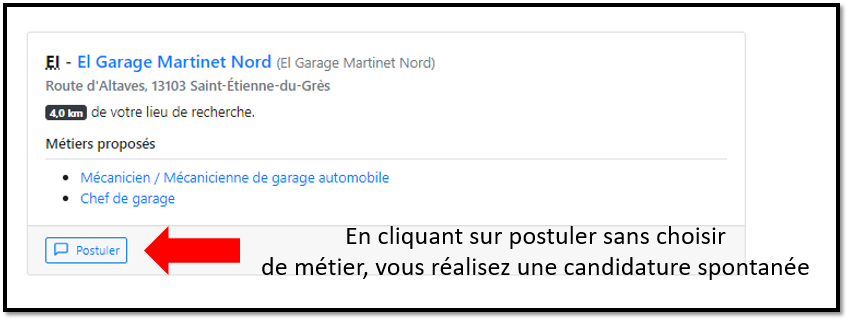 EI - El Garage Martinet Nord (El Garage Martinet Nord)
Route d'Altaves, 13103 Saint-Étienne-du-Grès
4,0 km de votre lieu de recherche.
Métiers proposés
Mécanicien / Mécanicienne de garage automobile
Chef de garage
Postuler
En cliquant sur postuler sans choisir
de métier, vous réalisez une candidature spontanée